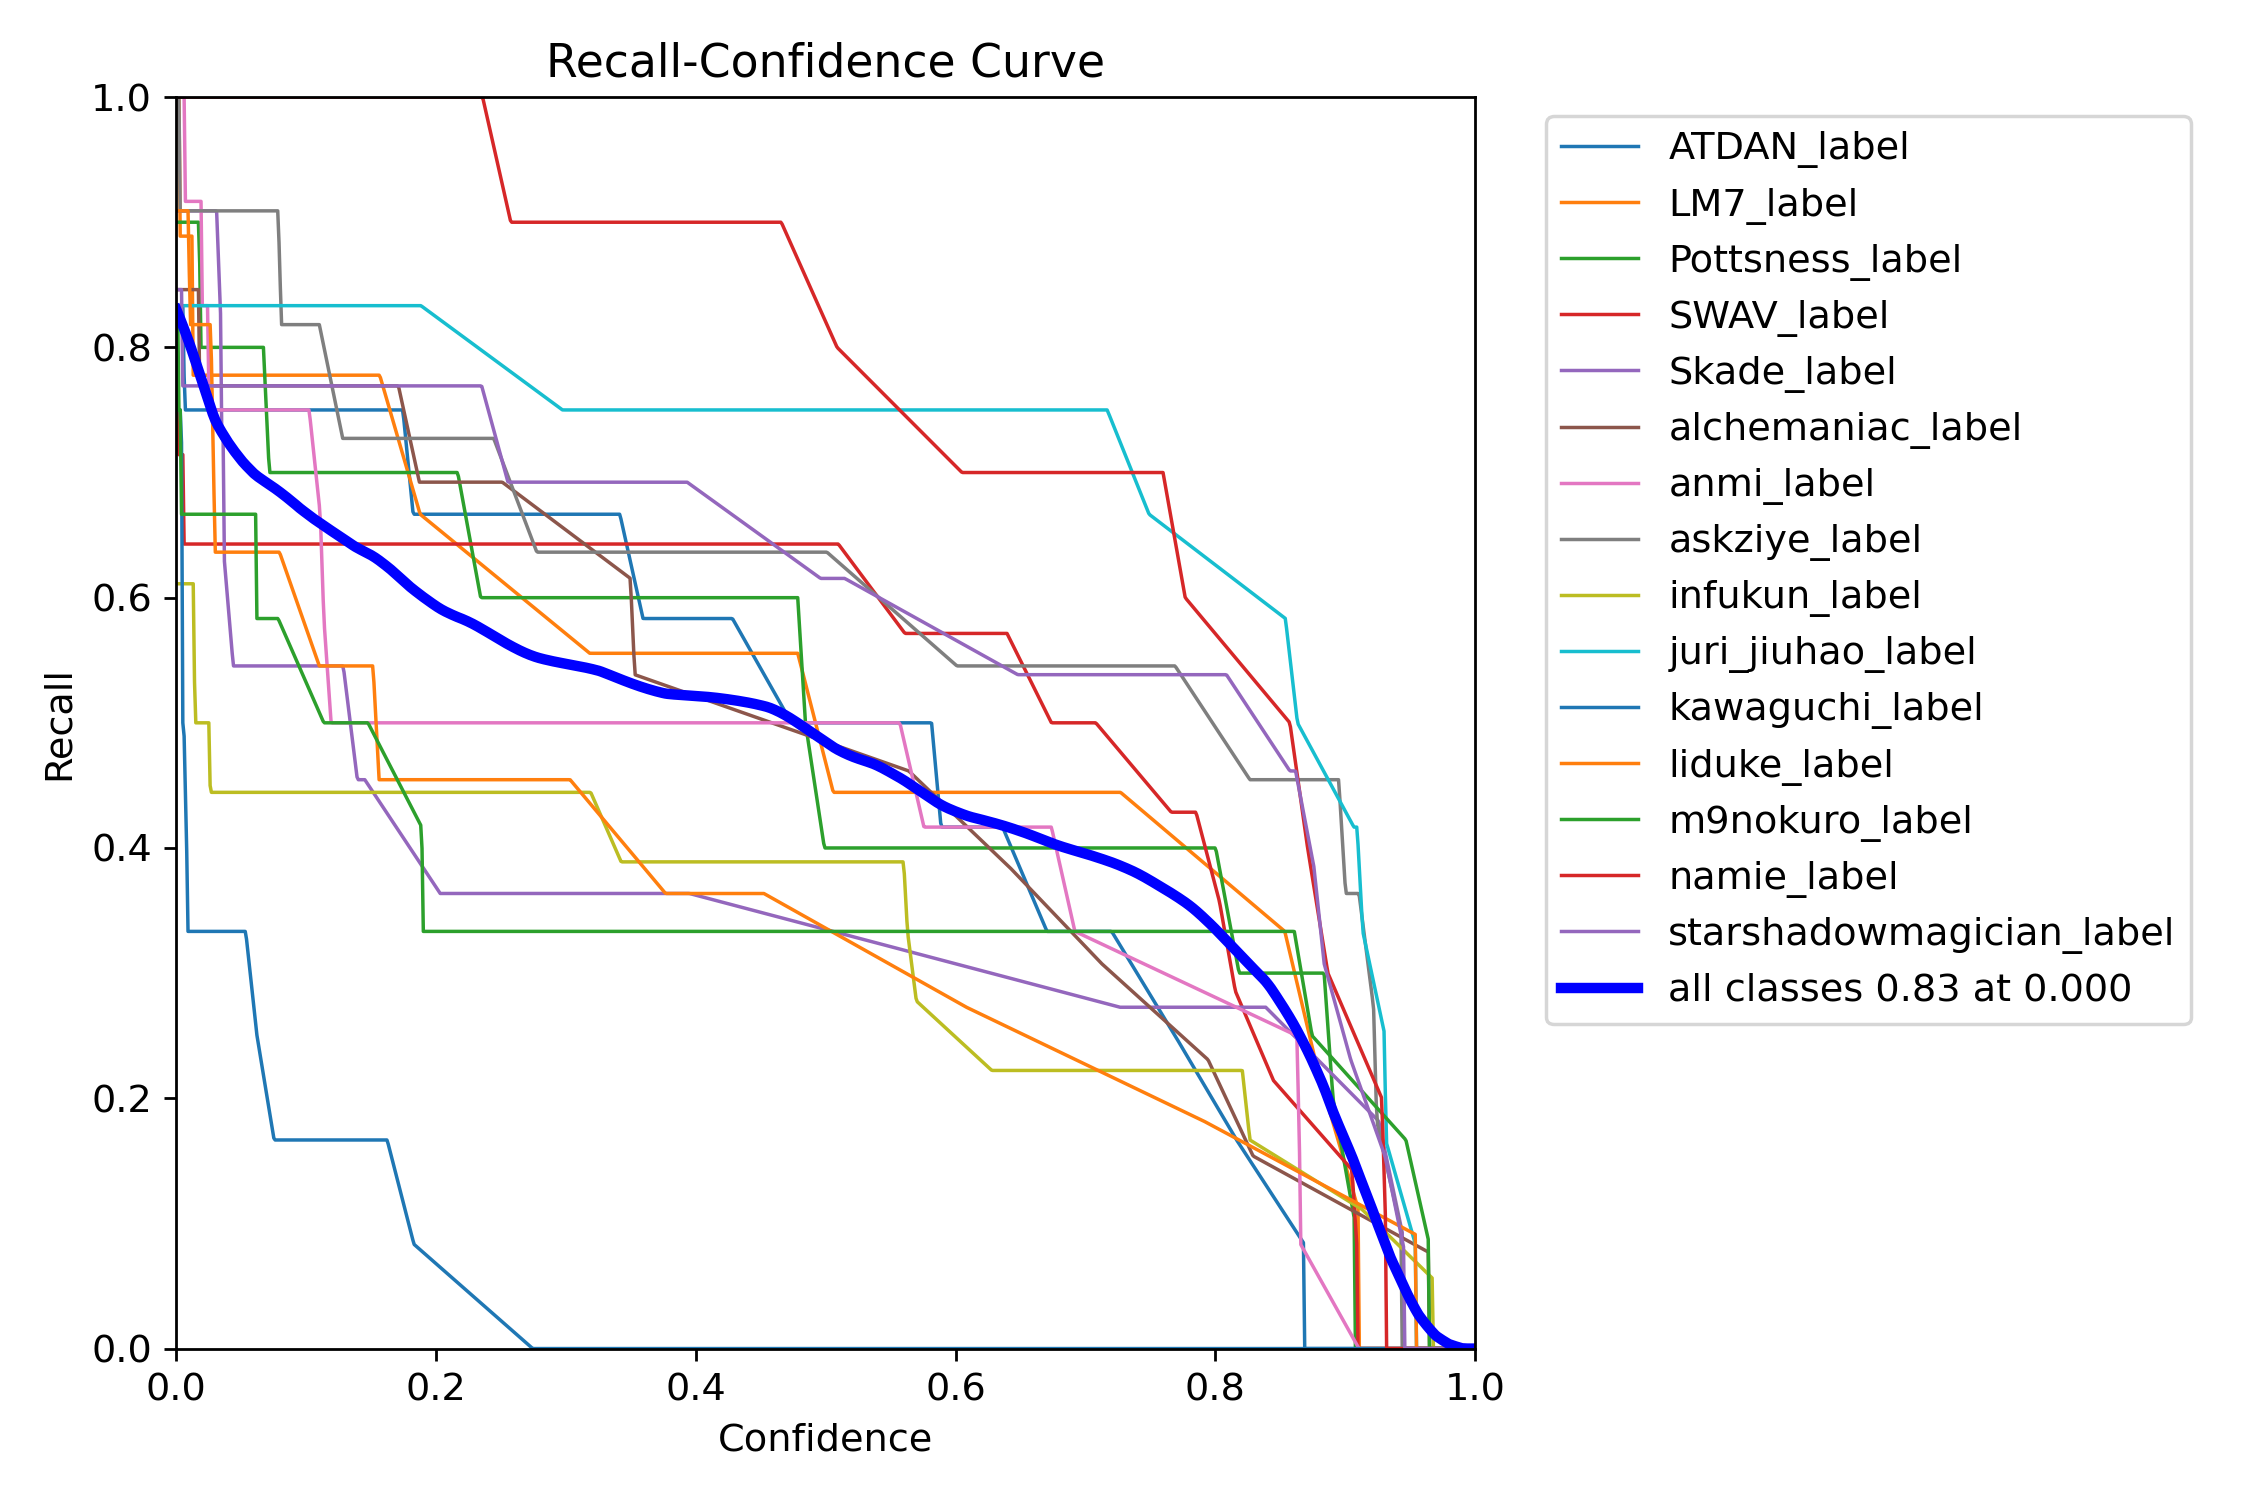 Recall-Confidence Curve
1.0
0.8
0.6
0.4
0.2
0.0
Recall
0.0 0.2 0.4 0.6 0.8 1.0
Confidence
ATDAN_label
LM7_label
Pottsness_label
SWAV_label
Skade_label
alchemaniac_label
anmi_label
askziye_label
infukun_label
juri_jiuhao_label
kawaguchi_label
liduke_label
m9nokuro_label
namie_label
starshadowmagician_label
all classes 0.83 at 0.000